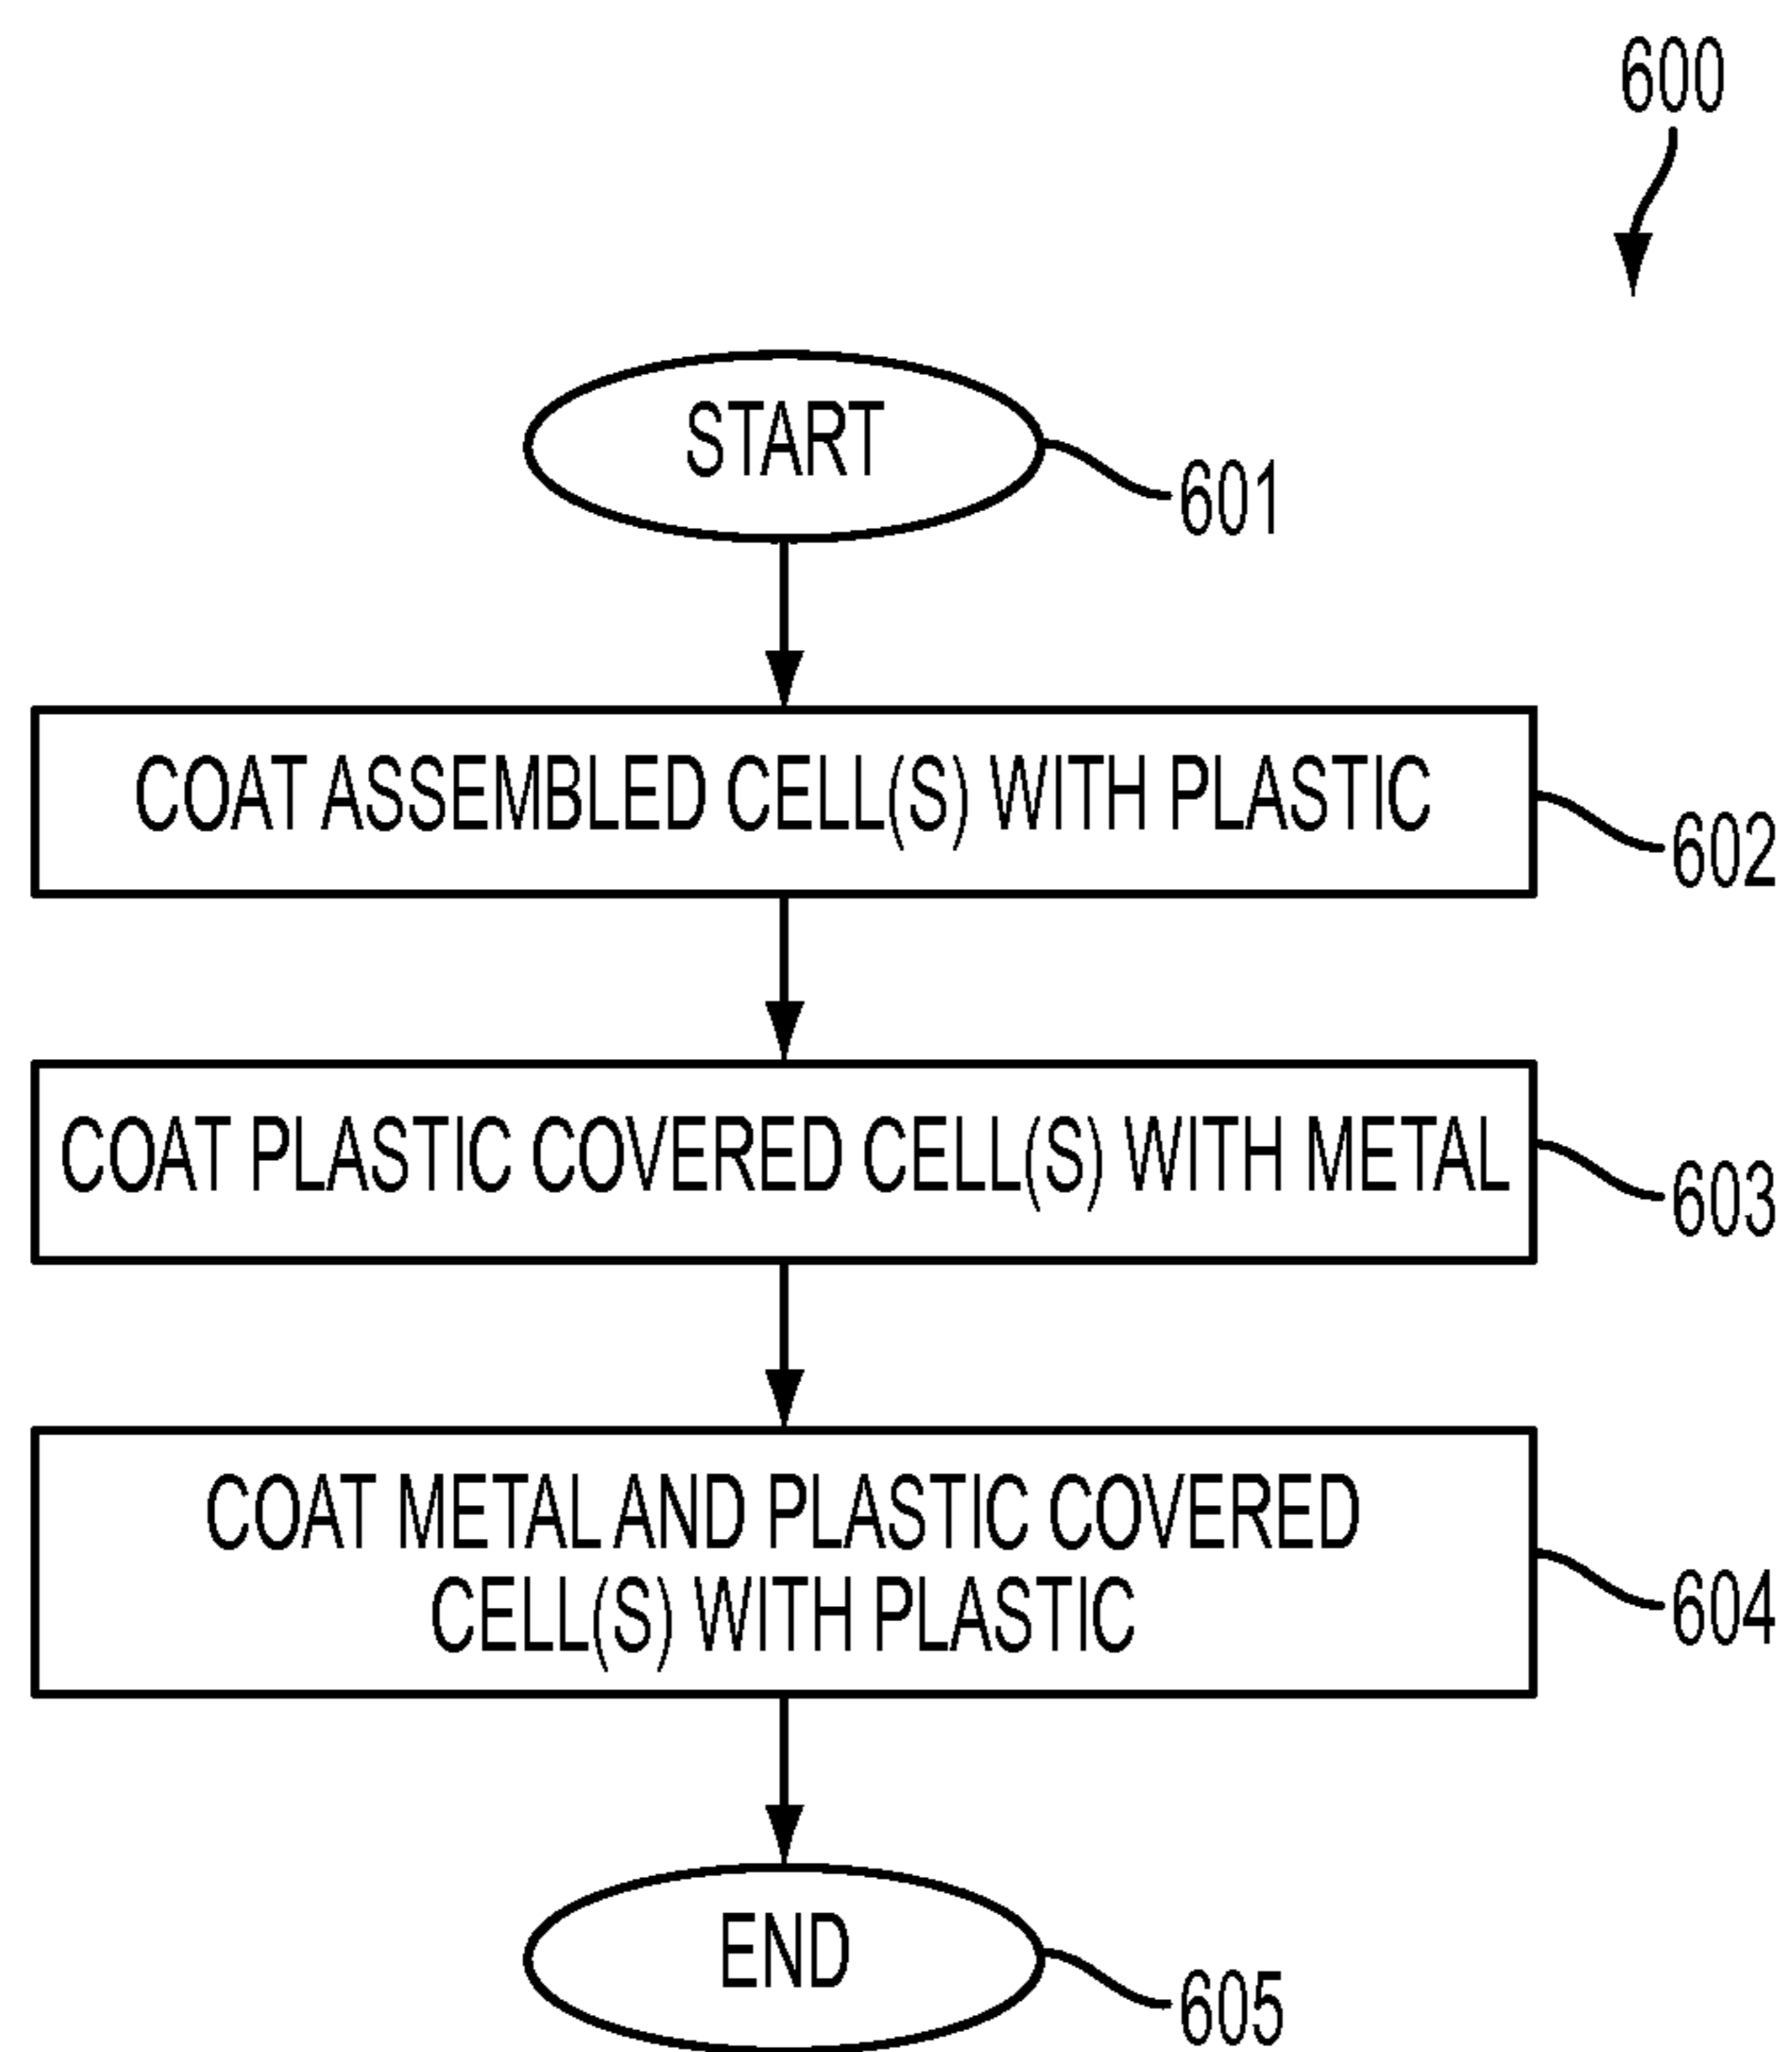 600
START
601
COAT ASSEMBLED CELL(S) WITH PLASTIC
602
COAT PLASTIC COVERED CELL(S) WITH METAL
603
COAT METAL AND PLASTIC COVERED
CELL(S) WITH PLASTIC
604
END
605